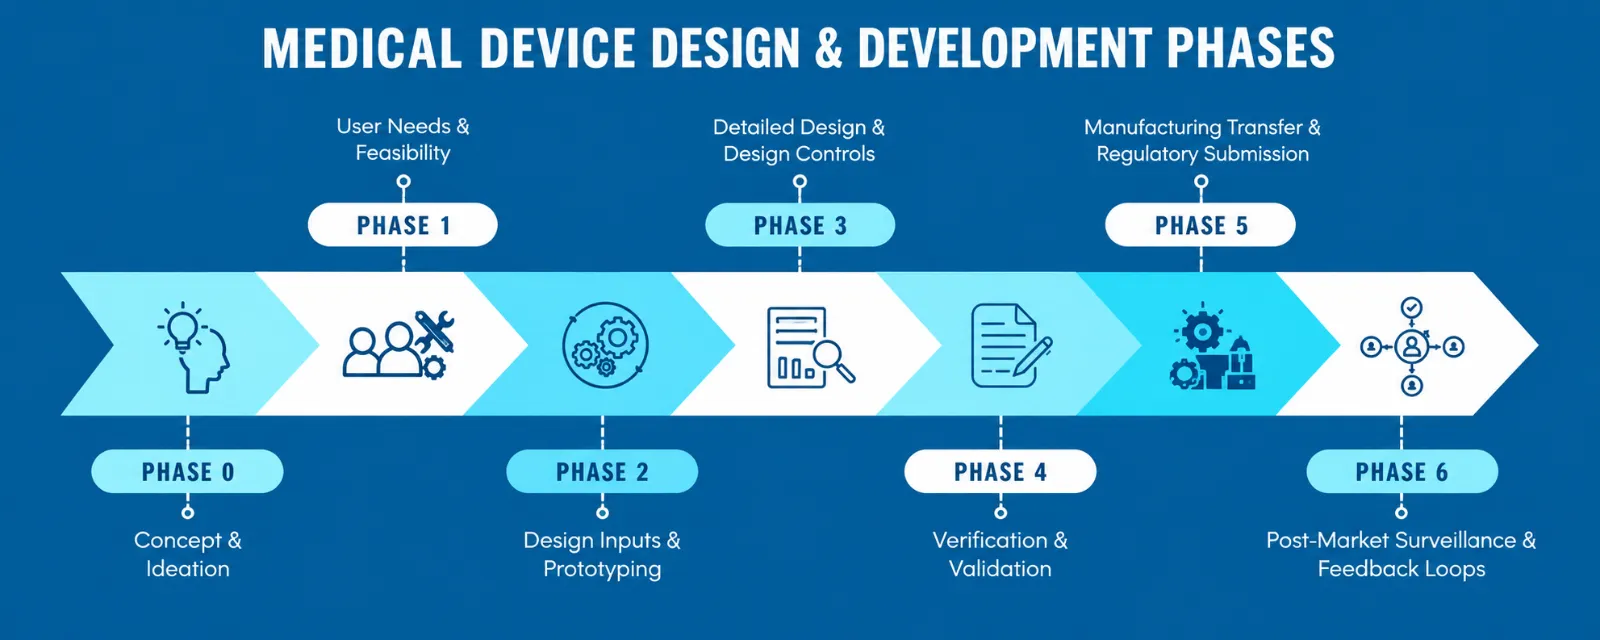 MEDICAL DEVICE DESIGN & DEVELOPMENT PHASES
PHASE 0
Concept &
Ideation
User Needs &
Feasibility
PHASE 1
PHASE 2
Design Inputs &
Prototyping
Detailed Design &
Design Controls
PHASE 3
PHASE 4
Verification &
Validation
Manufacturing Transfer &
Regulatory Submission
PHASE 5
PHASE 6
Post-Market Surveillance &
Feedback Loops